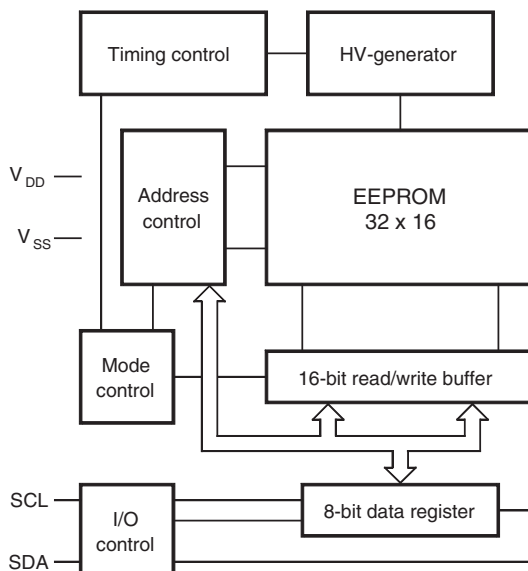 Timing control
HV-generator
V DD
Address
control
EEPROM
32 x 16
V SS
Mode
control
16-bit read/write buffer
SCL
I/O
control
8-bit data register
SDA